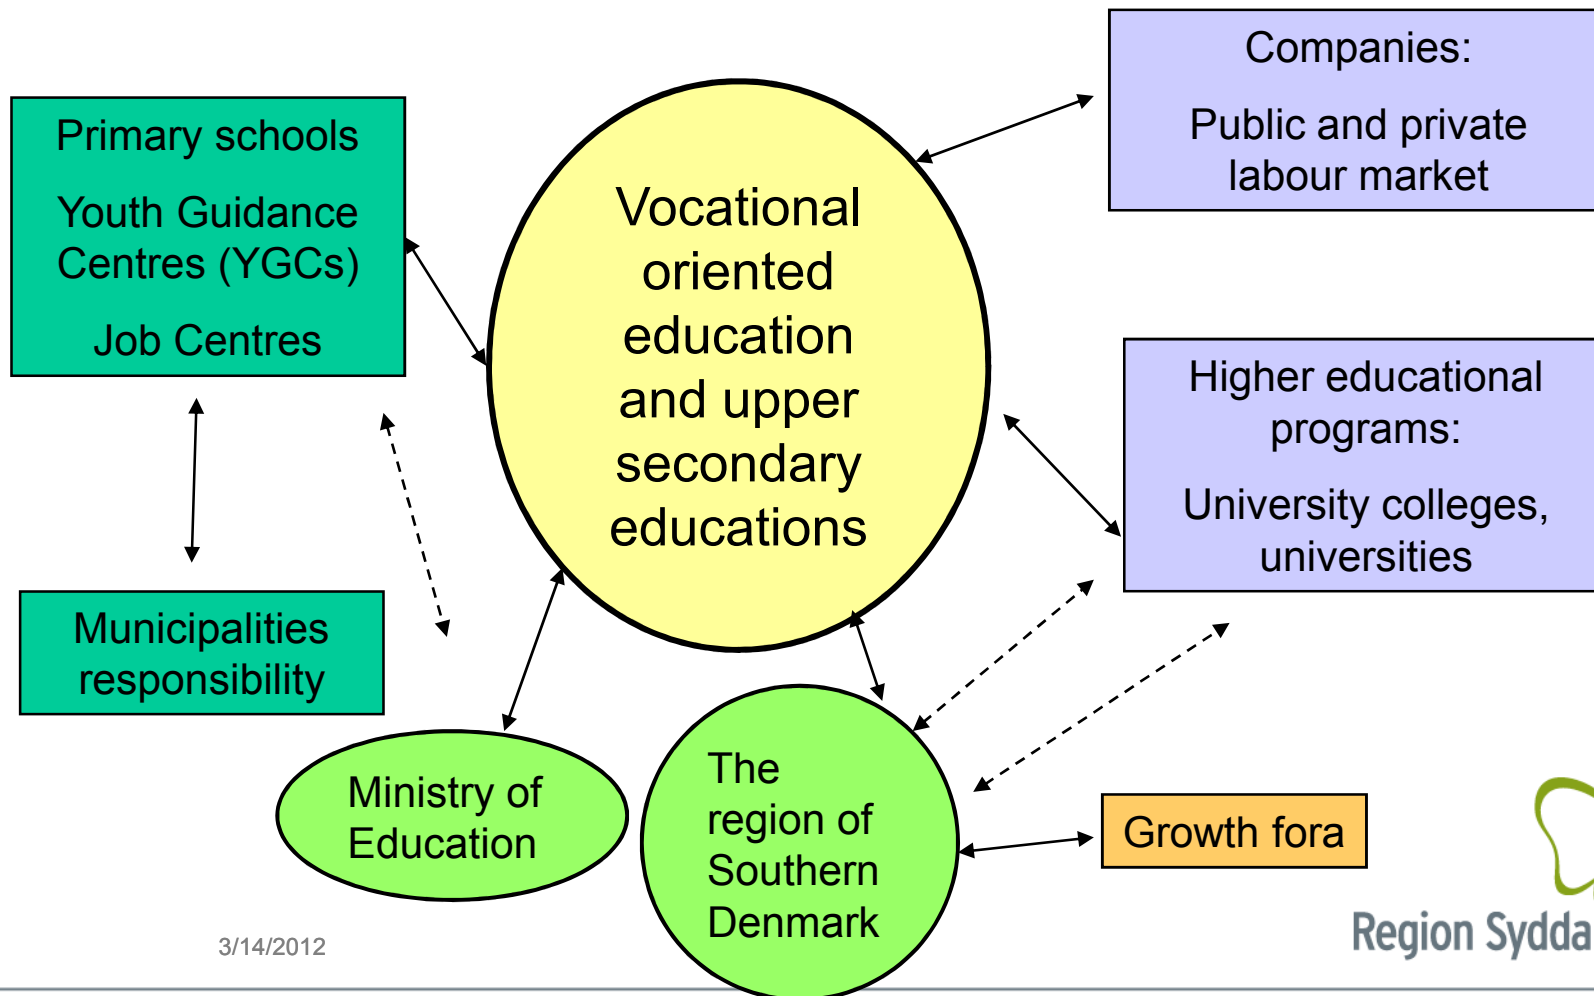 Primary schools
Youth Guidance
Centres (YGCs)
Job Centres
Municipalities
responsibility
Vocational
oriented
education
and upper
secondary
educations
Companies:
Public and private
labour market
Higher educational
programs:
University colleges,
universities
Ministry of
Education
The
region of
Southern
Denmark
Growth fora
3/14/2012
Region Sydda